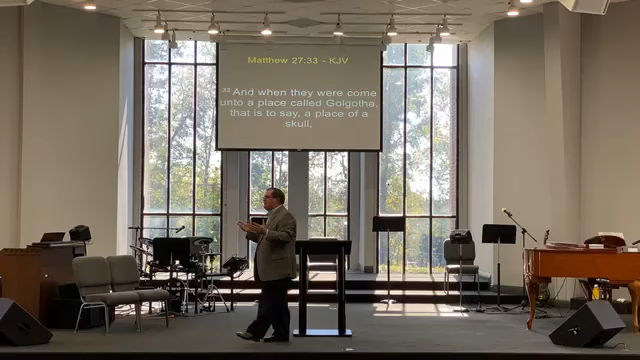 Matthew 27:33 - KJV
33 And when they were come
unto a place called Golgotha,
that is to say, a place of a
skull,